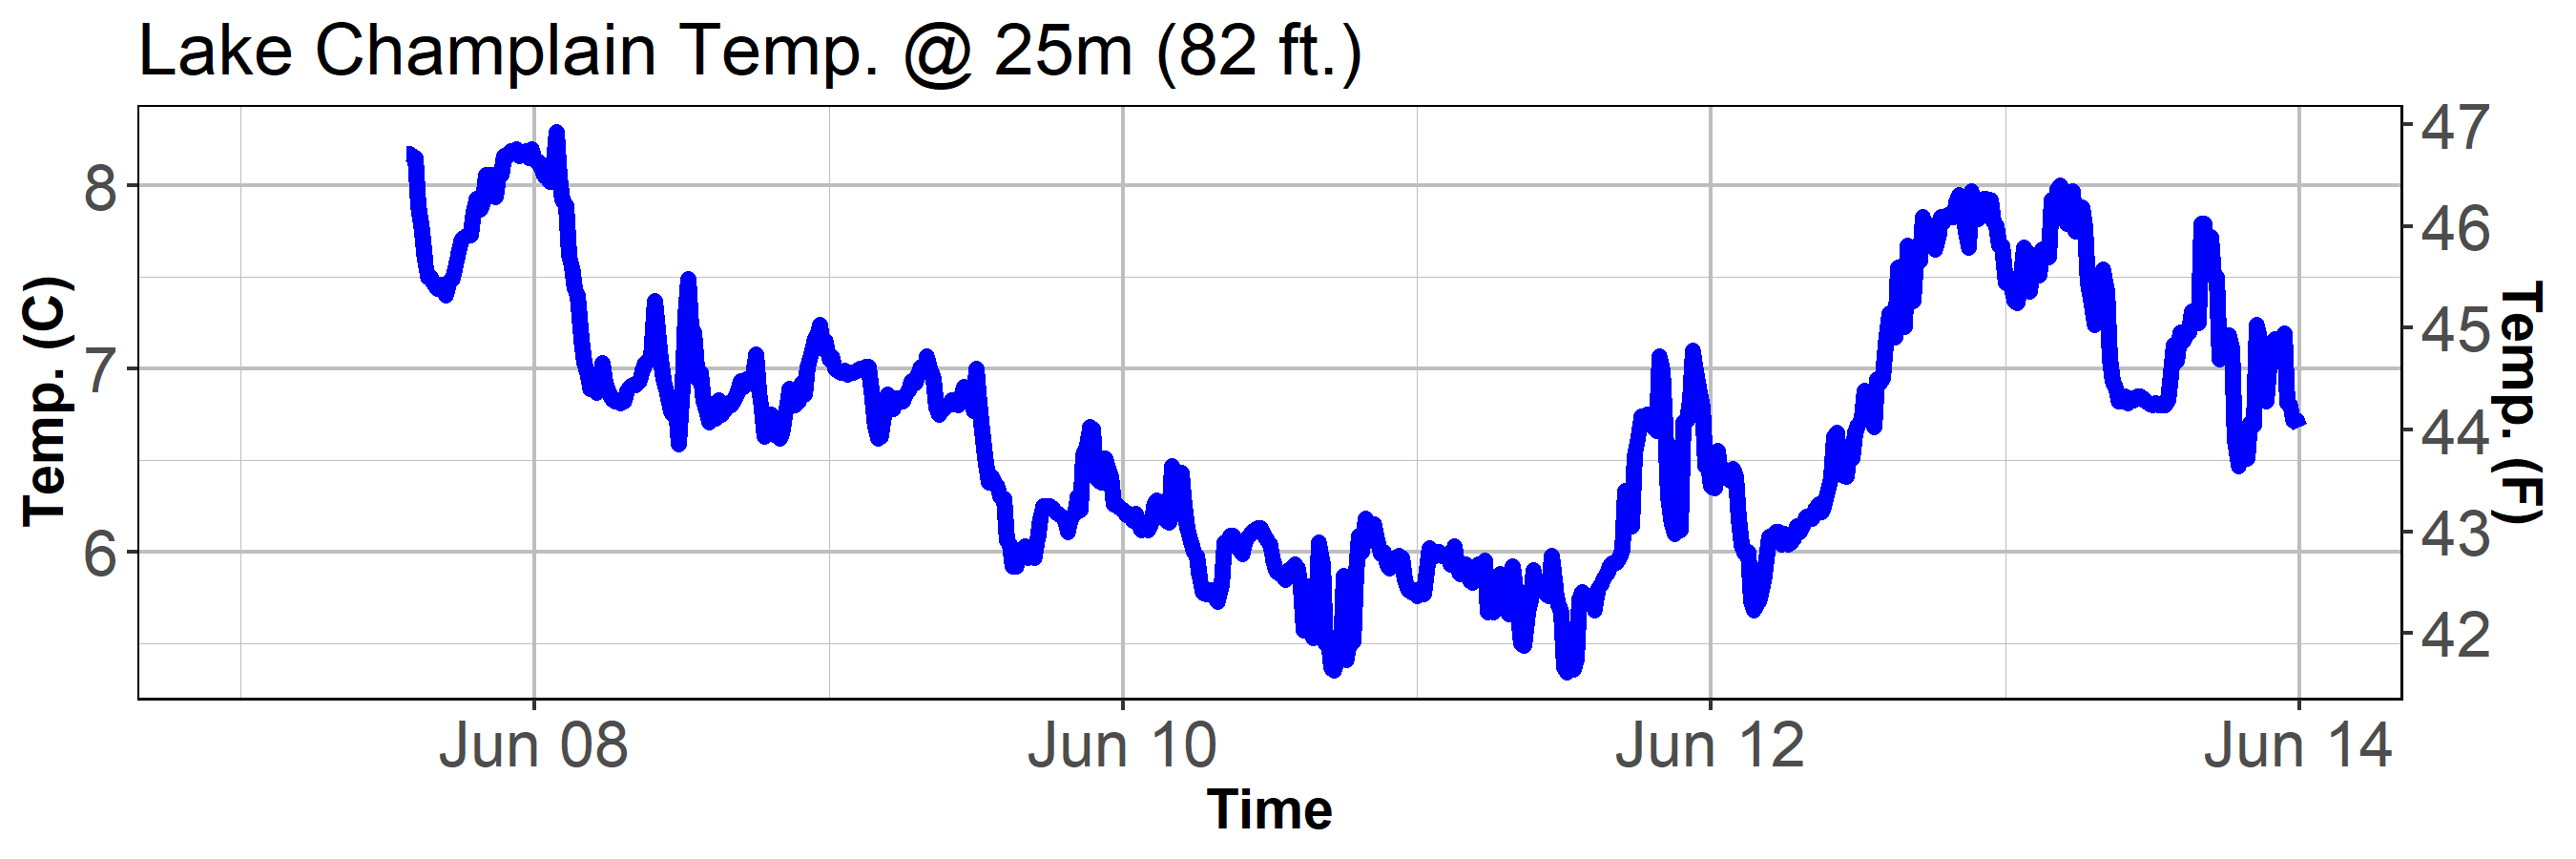 Lake Champlain Temp. @ 25m (82 ft.)
Temp. (C)
8
7
6
47
46
45
44
43
42
Temp. (F)
Jun 08 Jun 10 Jun 12 Jun 14
Time